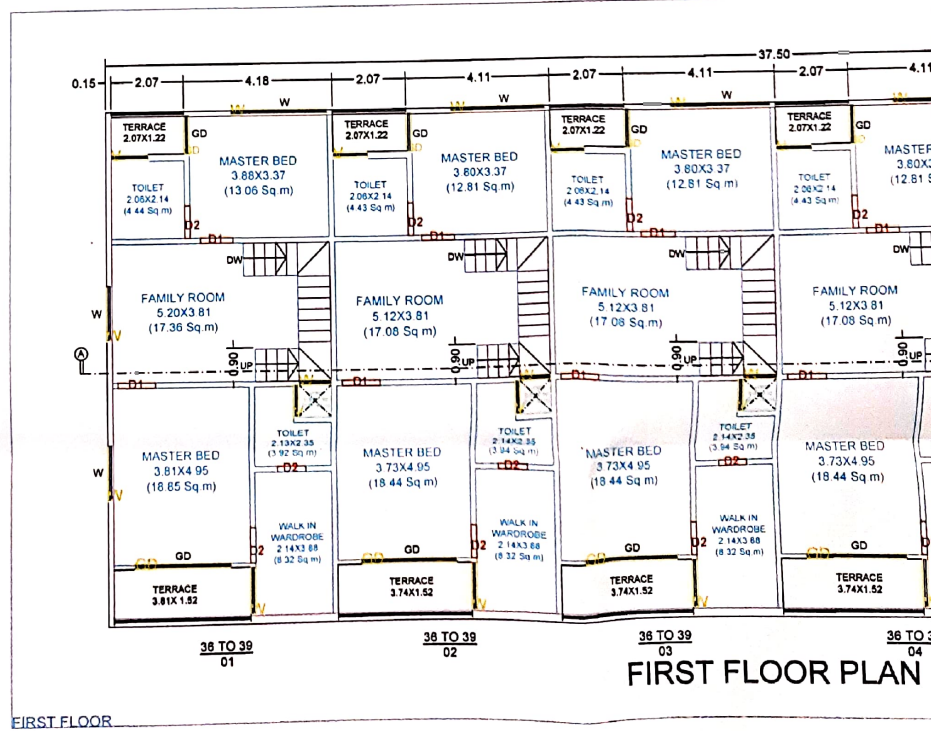 37.50
0.15 2.07 4.18 2.07 4.11 2.07 4.11 2.07 4.11
W W W
TERRACE
2.07X1.22
GD
TERRACE
2.07X1.22
GD
TERRACE
2.07X1.22
GD
TERRACE
2.07X1.22
GD
MASTER BED
3.88X3.37
(13.06 Sq.m)
MASTER BED
3.80X3.37
(12.81 Sq.m)
MASTER BED
3.80X3.37
(12.81 Sq.m)
MASTER BED
3.80X
(12.81 S
TOILET
2.06X2.14
(4.44 Sq.m)
TOILET
2.06X2.14
(4.43 Sq.m)
TOILET
2.06X2.14
(4.43 Sq.m)
TOILET
2.06X2.14
(4.43 Sq.m)
D2 D2 D2 D2
D1 D1 D1 D1
DW DW DW DW
FAMILY ROOM
5.20X3.81
(17.36 Sq.m)
FAMILY ROOM
5.12X3.81
(17.08 Sq.m)
FAMILY ROOM
5.12X3.81
(17.08 Sq.m)
FAMILY ROOM
5.12X3.81
(17.08 Sq.m)
W
A
0.90 UP 0.90 UP 0.90 UP 0.90 UP
D1 D1 D1 D1
TOILET
2.13X2.35
(3.92 Sq.m)
TOILET
2.14X2.35
(3.94 Sq.m)
TOILET
2.14X2.35
(3.94 Sq.m)
D2 D2 D2
W
MASTER BED
3.81X4.95
(18.85 Sq.m)
MASTER BED
3.73X4.95
(18.44 Sq.m)
MASTER BED
3.73X4.95
(18.44 Sq.m)
MASTER BED
3.73X4.95
(18.44 Sq.m)
WALK IN
WARDROBE
2.14X3.88
(8.32 Sq.m)
WALK IN
WARDROBE
2.14X3.88
(8.32 Sq.m)
WALK IN
WARDROBE
2.14X3.88
(8.32 Sq.m)
D2 D2 D2
GD GD GD GD
GD GD GD GD
TERRACE
3.81X1.52
TERRACE
3.74X1.52
TERRACE
3.74X1.52
TERRACE
3.74X1.52
36 TO 39
01
36 TO 39
02
36 TO 39
03
36 TO 3
04
FIRST FLOOR PLAN
FIRST FLOOR